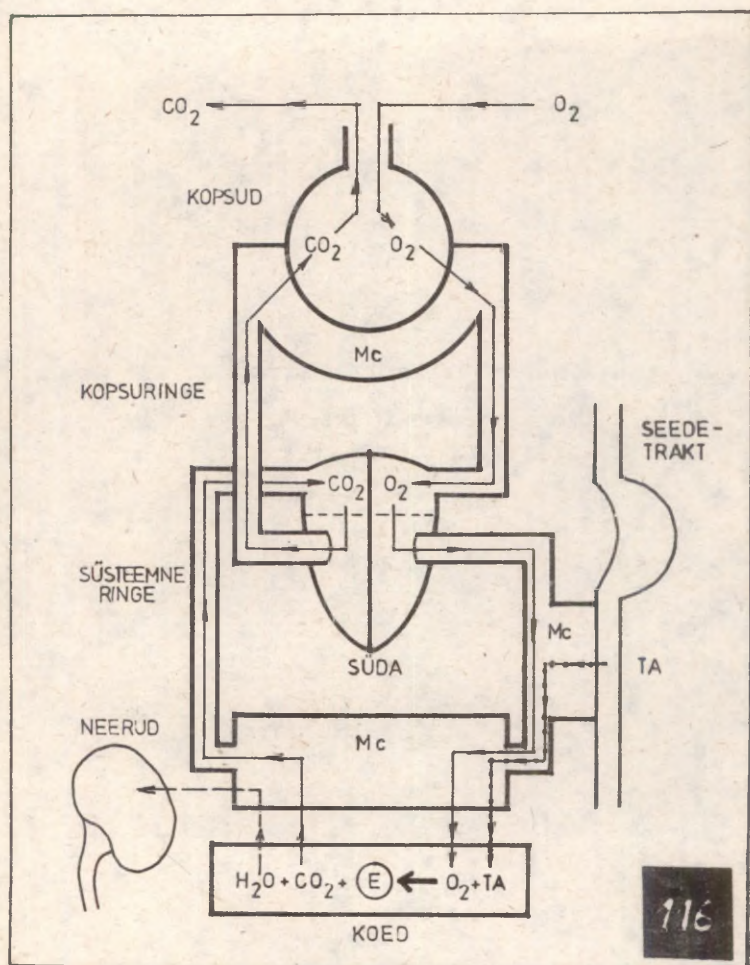 CO₂ O₂
KOPSUD
CO₂ O₂
Mc
KOPSURINGE
SEEDE-
TRAKT
CO₂ O₂
SÜSTEEMNE
RINGE
Mc
SÜDA
TA
NEERUD
Mc
H₂O + CO₂ + E O₂ + TA
KOED
116